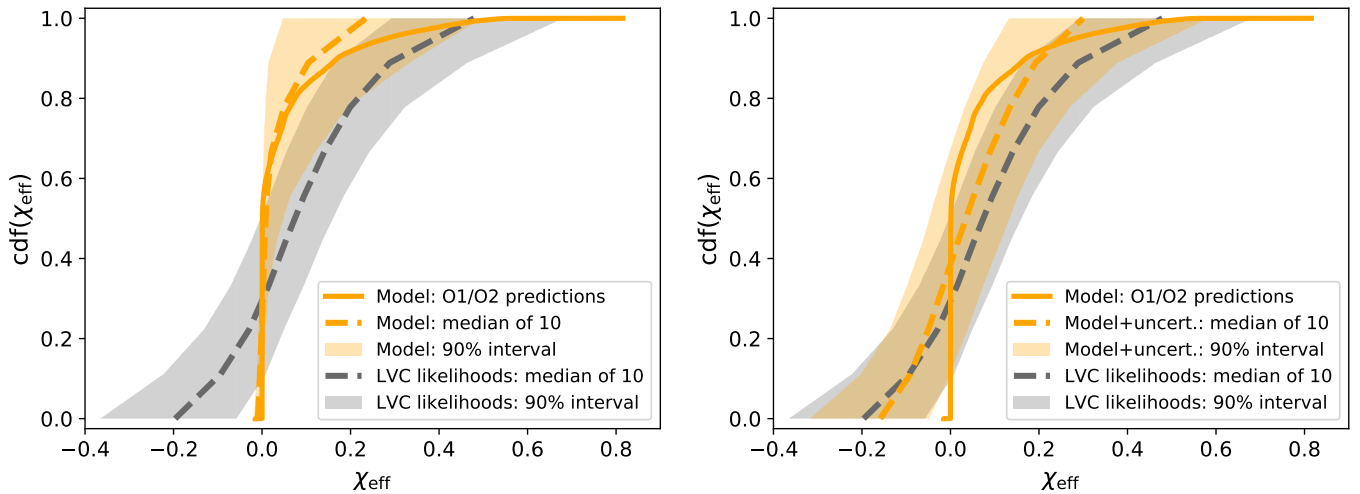 1.0
0.8
0.6
0.4
0.2
0.0
cdf(χeff)
Model: O1/O2 predictions
Model: median of 10
Model: 90% interval
LVC likelihoods: median of 10
LVC likelihoods: 90% interval
−0.4 −0.2 0.0 0.2 0.4 0.6 0.8
χeff
1.0
0.8
0.6
0.4
0.2
0.0
cdf(χeff)
Model: O1/O2 predictions
Model+uncert.: median of 10
Model+uncert.: 90% interval
LVC likelihoods: median of 10
LVC likelihoods: 90% interval
−0.4 −0.2 0.0 0.2 0.4 0.6 0.8
χeff